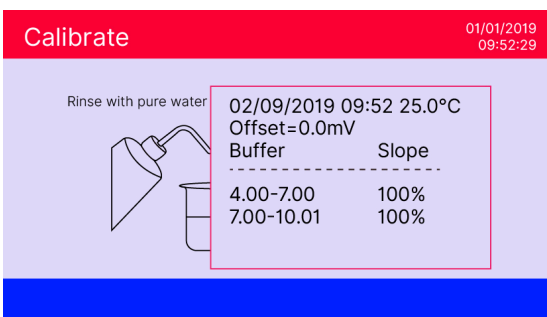 Calibrate
01/01/2019
09:52:29
Rinse with pure water
02/09/2019 09:52 25.0°C
Offset=0.0mV
Buffer Slope
4.00-7.00 100%
7.00-10.01 100%